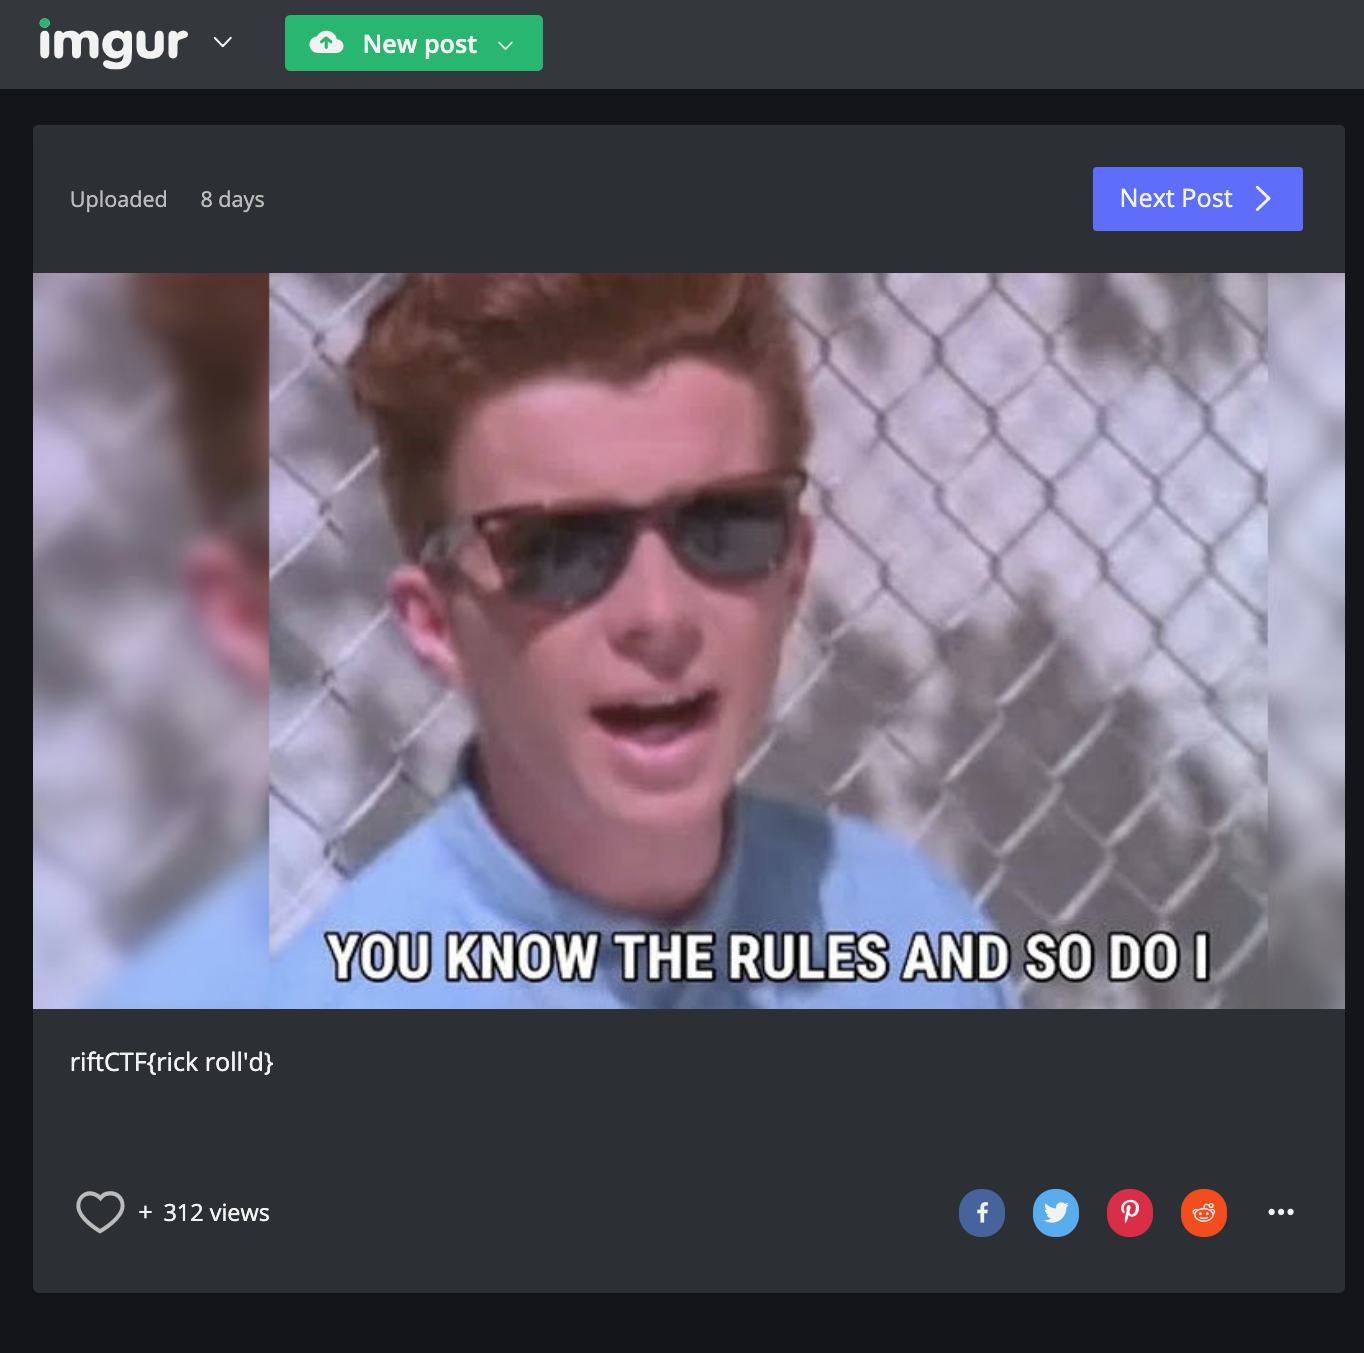 imgur
New post
Uploaded 8 days
Next Post
YOU KNOW THE RULES AND SO DO I
riftCTF{rick roll'd}
+ 312 views